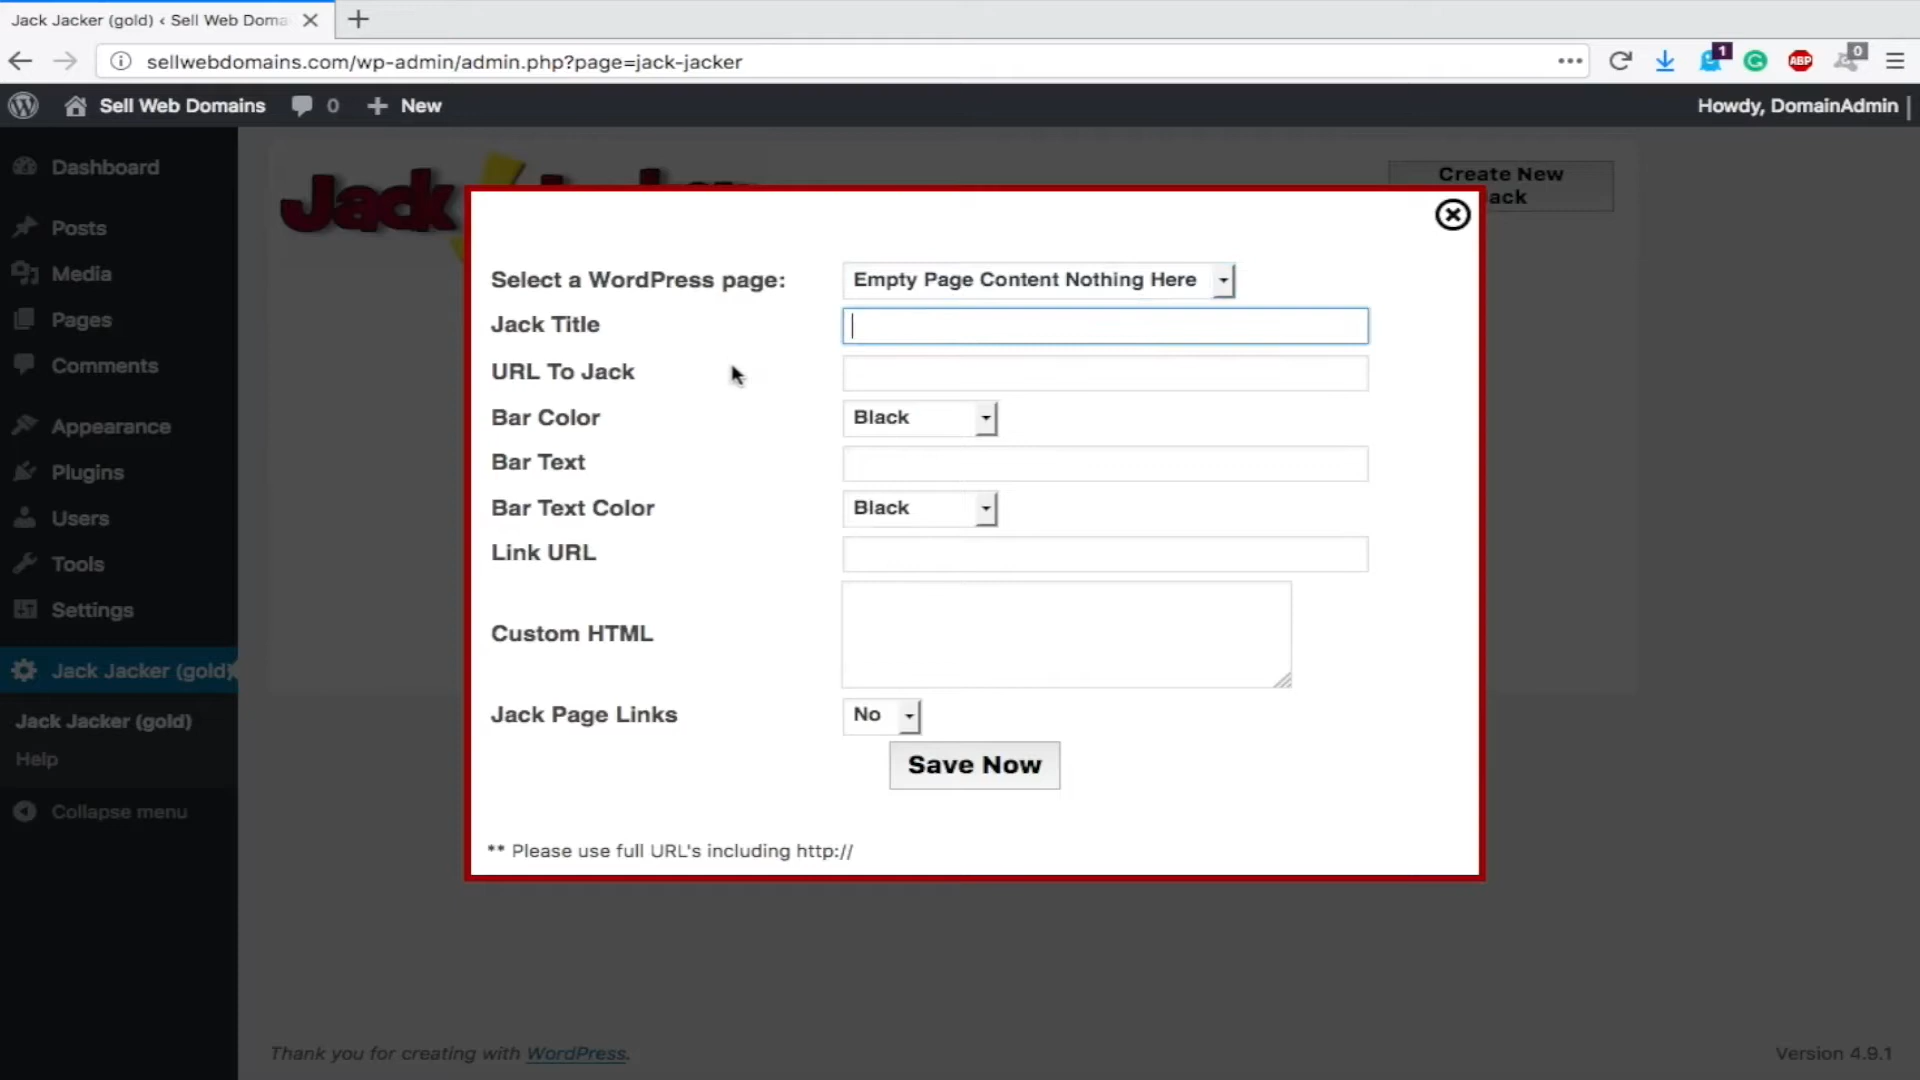 Jack Jacker (gold) ‹ Sell Web Doma
sellwebdomains.com/wp-admin/admin.php?page=jack-jacker
1
ABP
0
Sell Web Domains
0
New
Howdy, DomainAdmin
Dashboard
Posts
Media
Pages
Comments
Appearance
Plugins
Users
Tools
Settings
Jack Jacker (gold)
Jack Jacker (gold)
Help
Collapse menu
Jack
Create New
ack
Select a WordPress page:
Empty Page Content Nothing Here
Jack Title
URL To Jack
Bar Color
Black
Bar Text
Bar Text Color
Black
Link URL
Custom HTML
Jack Page Links
No
Save Now
** Please use full URL's including http://
Thank you for creating with WordPress.
Version 4.9.1